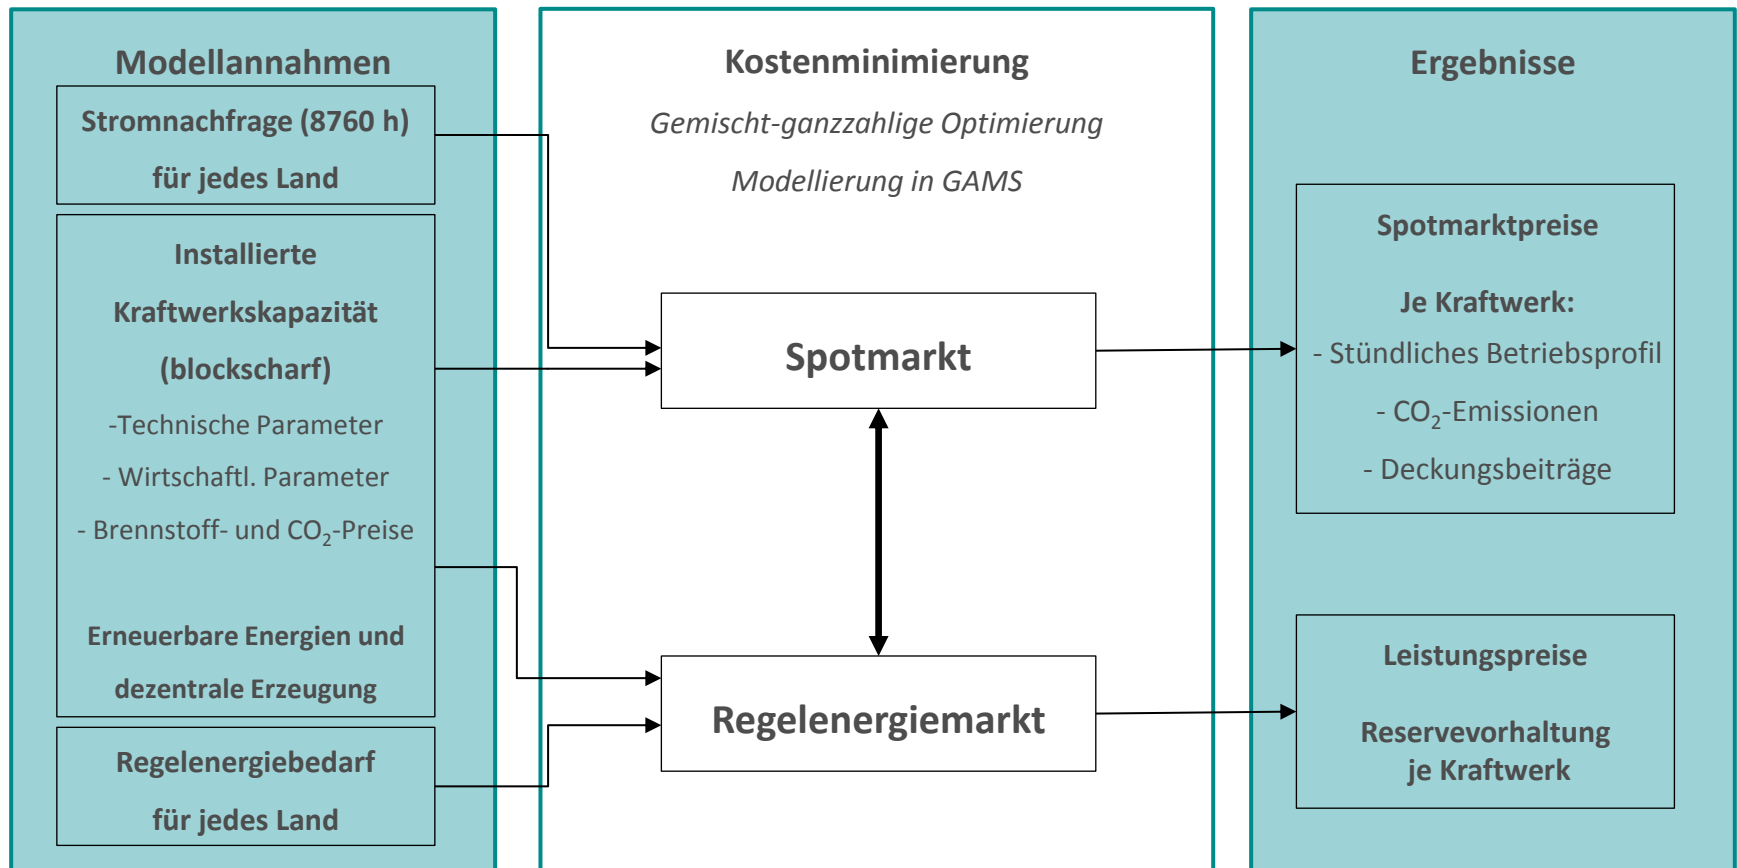 Modellannahmen
Stromnachfrage (8760 h)
für jedes Land
Installierte
Kraftwerkskapazität
(blockscharf)
-Technische Parameter
- Wirtschaftl. Parameter
- Brennstoff- und CO₂-Preise
Erneuerbare Energien und
dezentrale Erzeugung
Regelenergiebedarf
für jedes Land
Kostenminimierung
Gemischt-ganzzahlige Optimierung
Modellierung in GAMS
Spotmarkt
Regelenergiemarkt
Ergebnisse
Spotmarktpreise
Je Kraftwerk:
- Stündliches Betriebsprofil
- CO₂-Emissionen
- Deckungsbeiträge
Leistungspreise
Reservevorhaltung
je Kraftwerk